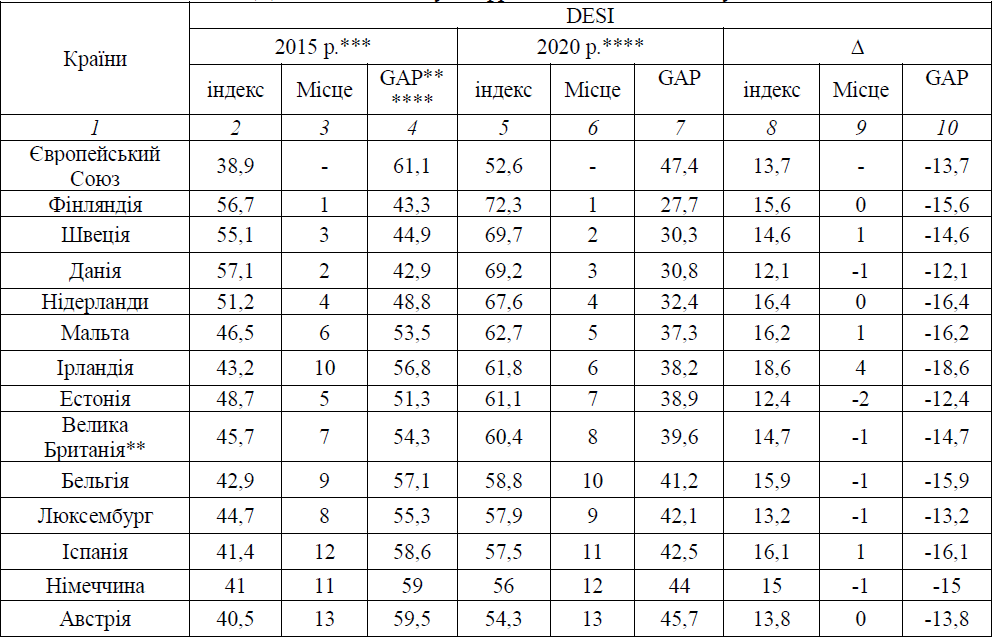 DESI
Країни
2015 р.*** 2020 р.**** Δ
індекс Місце GAP** індекс Місце GAP індекс Місце GAP
****
1 2 3 4 5 6 7 8 9 10
Європейський
Союз 38,9 - 61,1 52,6 - 47,4 13,7 - -13,7
Фінляндія 56,7 1 43,3 72,3 1 27,7 15,6 0 -15,6
Швеція 55,1 3 44,9 69,7 2 30,3 14,6 1 -14,6
Данія 57,1 2 42,9 69,2 3 30,8 12,1 -1 -12,1
Нідерланди 51,2 4 48,8 67,6 4 32,4 16,4 0 -16,4
Мальта 46,5 6 53,5 62,7 5 37,3 16,2 1 -16,2
Ірландія 43,2 10 56,8 61,8 6 38,2 18,6 4 -18,6
Естонія 48,7 5 51,3 61,1 7 38,9 12,4 -2 -12,4
Велика
Британія** 45,7 7 54,3 60,4 8 39,6 14,7 -1 -14,7
Бельгія 42,9 9 57,1 58,8 10 41,2 15,9 -1 -15,9
Люксембург 44,7 8 55,3 57,9 9 42,1 13,2 -1 -13,2
Іспанія 41,4 12 58,6 57,5 11 42,5 16,1 1 -16,1
Німеччина 41 11 59 56 12 44 15 -1 -15
Австрія 40,5 13 59,5 54,3 13 45,7 13,8 0 -13,8